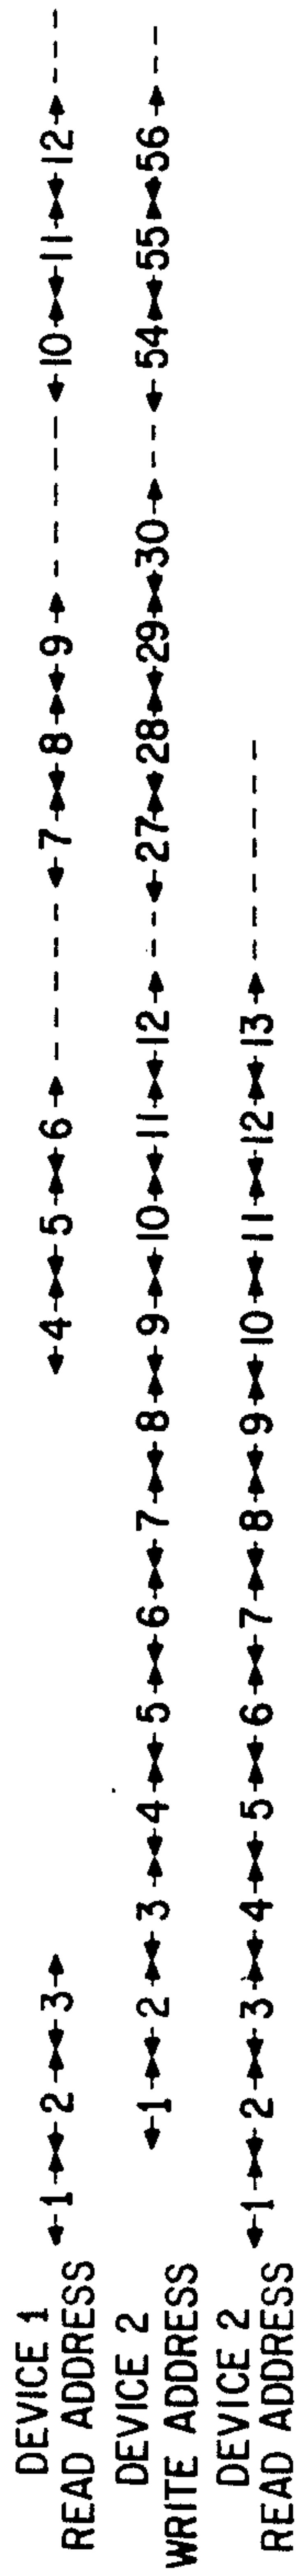 DEVICE 1
READ ADDRESS
1 2 3 4 5 6 7 8 9 10 11 12
DEVICE 2
WRITE ADDRESS
1 2 3 4 5 6 7 8 9 10 11 12 27 28 29 30 54 55 56
DEVICE 2
READ ADDRESS
1 2 3 4 5 6 7 8 9 10 11 12 13